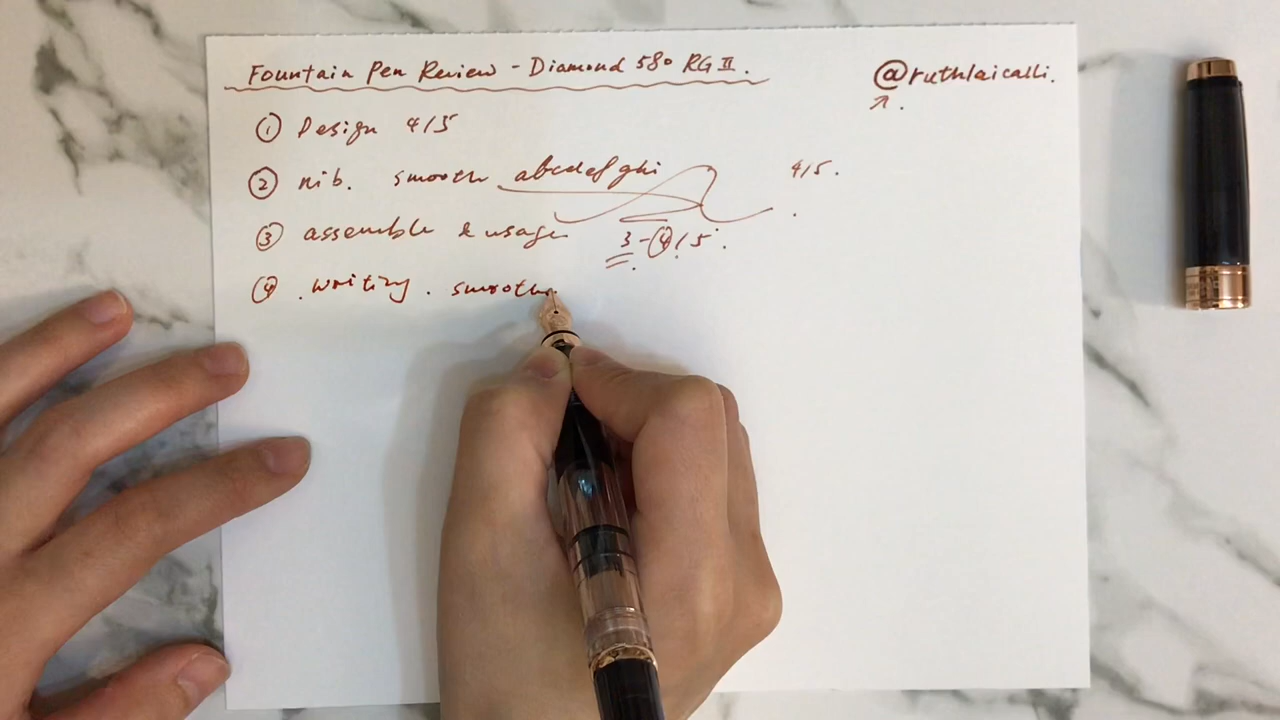 Fountain Pen Review - Diamond 580 RG II.
@ruthlaicalli.
① Design 4/5
② nib. smooth abcdefghi 4/5.
③ assemble & usage 3-④/5.
④ . writing . smooth